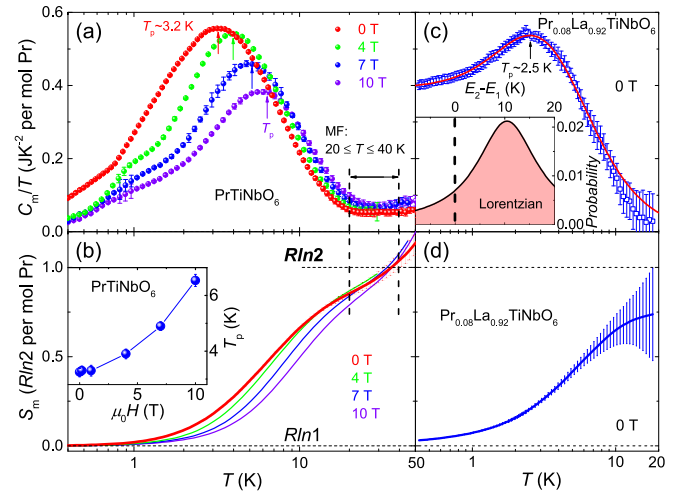 (a)
T_p~3.2 K
0 T
4 T
7 T
10 T
T_p
MF:
20 ≤ T ≤ 40 K
PrTiNbO_6
C_m/T (JK^-2 per mol Pr)
0.6
0.4
0.2
0.0
(c)
Pr_0.08La_0.92TiNbO_6
0 T
T_p~2.5 K
E_2-E_1 (K)
0 10 20
0.02
0.01
0.00
Probability
Lorentzian
(b)
Rln2
PrTiNbO_6
6
4
T_p (K)
0 5 10
μ_0H (T)
0 T
4 T
7 T
10 T
Rln1
S_m (Rln2 per mol Pr)
1.0
0.5
0.0
1 10 50
T (K)
(d)
Pr_0.08La_0.92TiNbO_6
0 T
1 10 20
T (K)